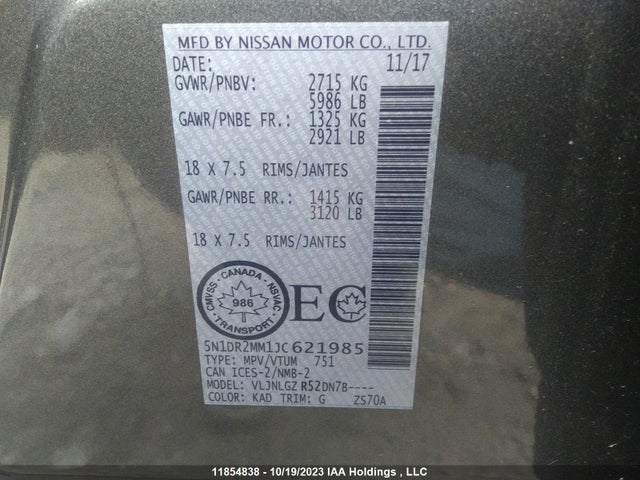 MFD BY NISSAN MOTOR CO., LTD.
DATE: 11/17
GVWR/PNBV: 2715 KG
5986 LB
GAWR/PNBE FR.: 1325 KG
2921 LB
18 X 7.5 RIMS/JANTES
GAWR/PNBE RR.: 1415 KG
3120 LB
18 X 7.5 RIMS/JANTES
CANADA
CMVSS · NSVAC
986
TRANSPORT
EC
5N1DR2MM1JC621985
TYPE: MPV/VTUM 751
CAN ICES-2/NMB-2
MODEL: VLJNLGZ R52DN7B----
COLOR: KAD TRIM: G ZS70A
11854838 - 10/19/2023 IAA Holdings , LLC